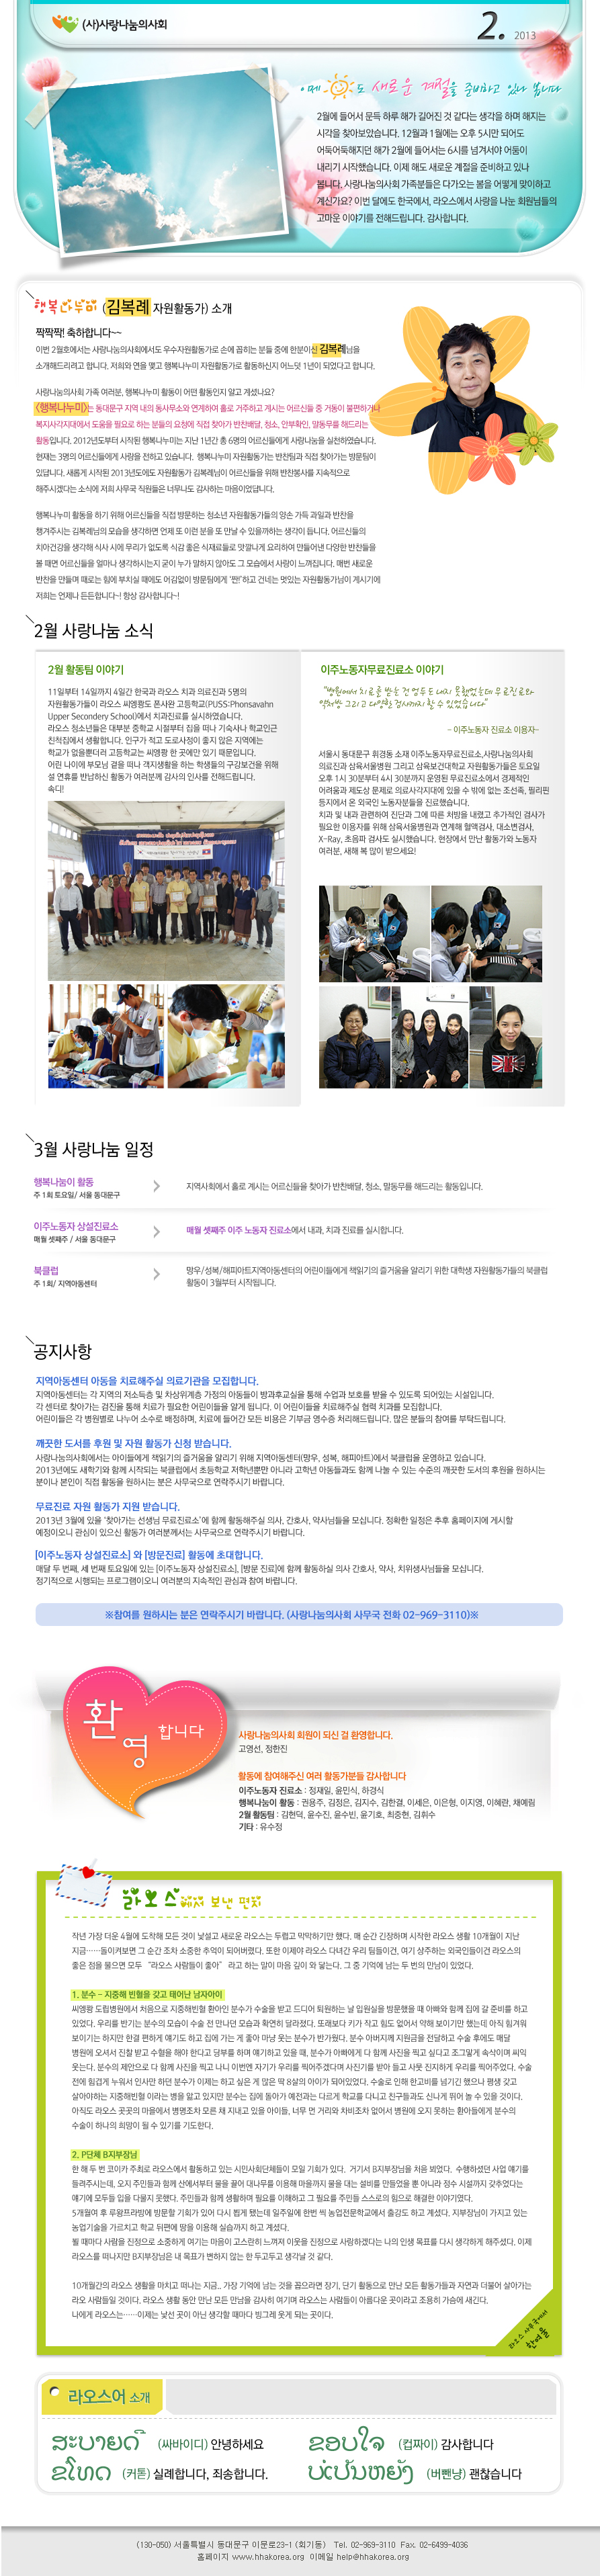 (사)사랑나눔의사회
2. 2013
이제 도 새로운 계절을 준비하고 있나 봅니다
2월에 들어서 문득 하루 해가 길어진 것 같다는 생각을 하며 해지는
시각을 찾아보았습니다. 12월과 1월에는 오후 5시만 되어도
어둑어둑해지던 해가 2월에 들어서는 6시를 넘겨서야 어둠이
내리기 시작했습니다. 이제 해도 새로운 계절을 준비하고 있나
봅니다. 사랑나눔의사회 가족분들은 다가오는 봄을 어떻게 맞이하고
계신가요? 이번 달에도 한국에서, 라오스에서 사랑을 나눈 회원님들의
고마운 이야기를 전해드립니다. 감사합니다.
행복나누미 (김복례 자원활동가) 소개
짝짝짝! 축하합니다~~
이번 2월호에서는 사랑나눔의사회에서도 우수자원활동가로 손에 꼽히는 분들 중에 한분이신 김복례님을
소개해드리려고 합니다. 저희와 연을 맺고 행복나누미 자원활동가로 활동하신지 어느덧 1년이 되었다고 합니다.
사랑나눔의사회 가족 여러분, 행복나누미 활동이 어떤 활동인지 알고 계셨나요?
<행복나누미>는 동대문구 지역 내의 동사무소와 연계하여 홀로 거주하고 계시는 어르신들 중 거동이 불편하거나
복지사각지대에서 도움을 필요로 하는 분들의 요청에 직접 찾아가 반찬배달, 청소, 안부확인, 말동무를 해드리는
활동입니다. 2012년도부터 시작된 행복나누미는 지난 1년간 총 6명의 어르신들에게 사랑나눔을 실천하였습니다.
현재는 3명의 어르신들에게 사랑을 전하고 있습니다. 행복나누미 자원활동가는 반찬팀과 직접 찾아가는 방문팀이
있답니다. 새롭게 시작된 2013년도에도 자원활동가 김복례님이 어르신들을 위해 반찬봉사를 지속적으로
해주시겠다는 소식에 저희 사무국 직원들은 너무나도 감사하는 마음이었답니다.
행복나누미 활동을 하기 위해 어르신들을 직접 방문하는 청소년 자원활동가들의 양손 가득 과일과 반찬을
챙겨주시는 김복례님의 모습을 생각하면 언제 또 이런 분을 또 만날 수 있을까하는 생각이 듭니다. 어르신들의
치아건강을 생각해 식사 시에 무리가 없도록 식감 좋은 식재료들로 맛깔나게 요리하여 만들어낸 다양한 반찬들을
볼 때면 어르신들을 얼마나 생각하시는지 굳이 누가 말하지 않아도 그 모습에서 사랑이 느껴집니다. 매번 새로운
반찬을 만들며 때로는 힘에 부치실 때에도 어김없이 방문팀에게 '짠!'하고 건네는 멋있는 자원활동가님이 계시기에
저희는 언제나 든든합니다~! 항상 감사합니다~!
2월 사랑나눔 소식
2월 활동팀 이야기
11일부터 14일까지 4일간 한국과 라오스 치과 의료진과 5명의
자원활동가들이 라오스 씨엥쾅도 폰사완 고등학교(PUSS:Phonsavahn
Upper Secondery School)에서 치과진료를 실시하였습니다.
라오스 청소년들은 대부분 중학교 시절부터 집을 떠나 기숙사나 학교인근
친척집에서 생활합니다. 인구가 적고 도로사정이 좋지 않은 지역에는
학교가 없을뿐더러 고등학교는 씨엥쾅 한 곳에만 있기 때문입니다.
어린 나이에 부모님 곁을 떠나 객지생활을 하는 학생들의 구강보건을 위해
설 연휴를 반납하신 활동가 여러분께 감사의 인사를 전해드립니다.
속디!
이주노동자무료진료소 이야기
"병원에서 치료를 받는 건 엄두도 내지 못했었는데 무료진료와
약처방 그리고 다양한 검사까지 할 수 있었습니다"
- 이주노동자 진료소 이용자-
서울시 동대문구 휘경동 소재 이주노동자무료진료소,사랑나눔의사회
의료진과 삼육서울병원 그리고 삼육보건대학교 자원활동가들은 토요일
오후 1시 30분부터 4시 30분까지 운영된 무료진료소에서 경제적인
어려움과 제도상 문제로 의료사각지대에 있을 수 밖에 없는 조선족, 필리핀
등지에서 온 외국인 노동자분들을 진료했습니다.
치과 및 내과 관련하여 진단과 그에 따른 처방을 내렸고 추가적인 검사가
필요한 이용자를 위해 삼육서울병원과 연계해 혈액검사, 대소변검사,
X-Ray, 초음파 검사도 실시했습니다. 현장에서 만난 활동가와 노동자
여러분, 새해 복 많이 받으세요!
3월 사랑나눔 일정
행복나눔이 활동
주 1회 토요일/ 서울 동대문구
지역사회에서 홀로 계시는 어르신들을 찾아가 반찬배달, 청소, 말동무를 해드리는 활동입니다.
이주노동자 상설진료소
매월 셋째주 / 서울 동대문구
매월 셋째주 이주 노동자 진료소에서 내과, 치과 진료를 실시합니다.
북클럽
주 1회/ 지역아동센터
망우/성북/해피아트지역아동센터의 어린이들에게 책읽기의 즐거움을 알리기 위한 대학생 자원활동가들의 북클럽
활동이 3월부터 시작됩니다.
공지사항
지역아동센터 아동을 치료해주실 의료기관을 모집합니다.
지역아동센터는 각 지역의 저소득층 및 차상위계층 가정의 아동들이 방과후교실을 통해 수업과 보호를 받을 수 있도록 되어있는 시설입니다.
각 센터로 찾아가는 검진을 통해 치료가 필요한 어린이들을 알게 됩니다. 이 어린이들을 치료해주실 협력 치과를 모집합니다.
어린이들은 각 병원별로 나누어 소수로 배정하며, 치료에 들어간 모든 비용은 기부금 영수증 처리해드립니다. 많은 분들의 참여를 부탁드립니다.
깨끗한 도서를 후원 및 자원 활동가 신청 받습니다.
사랑나눔의사회에서는 아이들에게 책읽기의 즐거움을 알리기 위해 지역아동센터(망우, 성북, 해피아트)에서 북클럽을 운영하고 있습니다.
2013년도에 새학기와 함께 시작되는 북클럽에서 초등학교 저학년뿐만 아니라 고학년 아동들과도 함께 나눌 수 있는 수준의 깨끗한 도서의 후원을 원하시는
분이나 본인이 직접 활동을 원하시는 분은 사무국으로 연락주시기 바랍니다.
무료진료 자원 활동가 지원 받습니다.
2013년 3월에 있을 '찾아가는 선생님 무료진료소'에 함께 활동해주실 의사, 간호사, 약사님들을 모십니다. 정확한 일정은 추후 홈페이지에 게시할
예정이오니 관심이 있으신 활동가 여러분께서는 사무국으로 연락주시기 바랍니다.
[이주노동자 상설진료소] 와 [방문진료] 활동에 초대합니다.
매달 두 번째, 세 번째 토요일에 있는 [이주노동자 상설진료소], [방문 진료]에 함께 활동하실 의사 간호사, 약사, 치위생사님들을 모십니다.
정기적으로 시행되는 프로그램이오니 여러분의 지속적인 관심과 참여 바랍니다.
※참여를 원하시는 분은 연락주시기 바랍니다. (사랑나눔의사회 사무국 전화 02-969-3110)※
환영합니다
사랑나눔의사회 회원이 되신 걸 환영합니다.
고영선, 정한진
활동에 참여해주신 여러 활동가분들 감사합니다
이주노동자 진료소 : 정재일, 윤민식, 하경식
행복나눔이 활동 : 권용주, 김정은, 김지수, 김한결, 이세은, 이은형, 이지영, 이혜란, 채예림
2월 활동팀 : 김현덕, 윤수진, 윤수빈, 윤기호, 최중현, 김휘수
기타 : 유수정
라오스에서 보낸 편지
작년 가장 더운 4월에 도착해 모든 것이 낯설고 새로운 라오스는 두렵고 막막하기만 했다. 매 순간 긴장하며 시작한 라오스 생활 10개월이 지난
지금……돌이켜보면 그 순간 조차 소중한 추억이 되어버렸다. 또한 이제야 라오스 다녀간 우리 팀들이건, 여기 상주하는 외국인들이건 라오스의
좋은 점을 물으면 모두 "라오스 사람들이 좋아" 라고 하는 말이 마음 깊이 와 닿는다. 그 중 기억에 남는 두 번의 만남이 있었다.
1. 분수 - 지중해 빈혈을 갖고 태어난 남자아이
씨엥쾅 도립병원에서 처음으로 지중해빈혈 환아인 분수가 수술을 받고 드디어 퇴원하는 날 입원실을 방문했을 때 아빠와 함께 집에 갈 준비를 하고
있었다. 우리를 반기는 분수의 모습이 수술 전 만나던 모습과 확연히 달라졌다. 또래보다 키가 작고 힘도 없어서 약해 보이기만 했는데 아직 힘겨워
보이기는 하지만 한결 편하게 얘기도 하고 집에 가는 게 좋아 마냥 웃는 분수가 반가웠다. 분수 아버지께 지원금을 전달하고 수술 후에도 매달
병원에 오셔서 진찰 받고 수혈을 해야 한다고 당부를 하며 얘기하고 있을 때, 분수가 아빠에게 다 함께 사진을 찍고 싶다고 조그맣게 속삭이며 씨익
웃는다. 분수의 제안으로 다 함께 사진을 찍고 나니 이번엔 자기가 우리를 찍어주겠다며 사진기를 받아 들고 사뭇 진지하게 우리를 찍어주었다. 수술
전에 힘겹게 누워서 인사만 하던 분수가 이제는 하고 싶은 게 많은 딱 8살의 아이가 되어있었다. 수술로 인해 한고비를 넘기긴 했으나 평생 갖고
살아야하는 지중해빈혈 이라는 병을 앓고 있지만 분수는 집에 돌아가 예전과는 다르게 학교를 다니고 친구들과도 신나게 뛰어 놀 수 있을 것이다.
아직도 라오스 곳곳의 마을에서 병명조차 모른 채 지내고 있을 아이들, 너무 먼 거리와 차비조차 없어서 병원에 오지 못하는 환아들에게 분수의
수술이 하나의 희망이 될 수 있기를 기도한다.
2. P단체 B지부장님
한 해 두 번 코이카 주최로 라오스에서 활동하고 있는 시민사회단체들이 모일 기회가 있다. 거기서 B지부장님을 처음 뵈었다. 수행하셨던 사업 얘기를
들려주시는데, 오지 주민들과 함께 산에서부터 물을 끌어 대나무를 이용해 마을까지 물을 대는 설비를 만들었을 뿐 아니라 정수 시설까지 갖추었다는
얘기에 모두들 입을 다물지 못했다. 주민들과 함께 생활하며 필요를 이해하고 그 필요를 주민들 스스로의 힘으로 해결한 이야기였다.
5개월여 후 루왕프라방에 방문할 기회가 있어 다시 뵙게 됐는데 일주일에 한번 씩 농업전문학교에서 출강도 하고 계셨다. 지부장님이 가지고 있는
농업기술을 가르치고 학교 뒤편에 땅을 이용해 실습까지 하고 계셨다.
뵐 때마다 사람을 진정으로 소중하게 여기는 마음이 고스란히 느껴져 이웃을 진정으로 사랑하겠다는 나의 인생 목표를 다시 생각하게 해주셨다. 이제
라오스를 떠나지만 B지부장님은 내 목표가 변하지 않는 한 두고두고 생각날 것 같다.
10개월간의 라오스 생활을 마치고 떠나는 지금.. 가장 기억에 남는 것을 꼽으라면 장기, 단기 활동으로 만난 모든 활동가들과 자연과 더불어 살아가는
라오 사람들일 것이다. 라오스 생활 동안 만난 모든 만남을 감사히 여기며 라오스는 사람들이 아름다운 곳이라고 조용히 가슴에 새긴다.
나에게 라오스는……이제는 낯선 곳이 아닌 생각할 때마다 빙그레 웃게 되는 곳이다.
라오스 사무국에서
한여울
라오스어 소개
ສະບາຍດີ (싸바이디) 안녕하세요
ຂອບໃຈ (컵짜이) 감사합니다
ຂໍໂທດ (커톧) 실례합니다, 죄송합니다.
ບໍ່ເປັນຫຍັງ (버뺀냥) 괜찮습니다
(130-050) 서울특별시 동대문구 이문로23-1 (회기동) Tel. 02-969-3110 Fax. 02-6499-4036
홈페이지 www.hhakorea.org 이메일 help@hhakorea.org